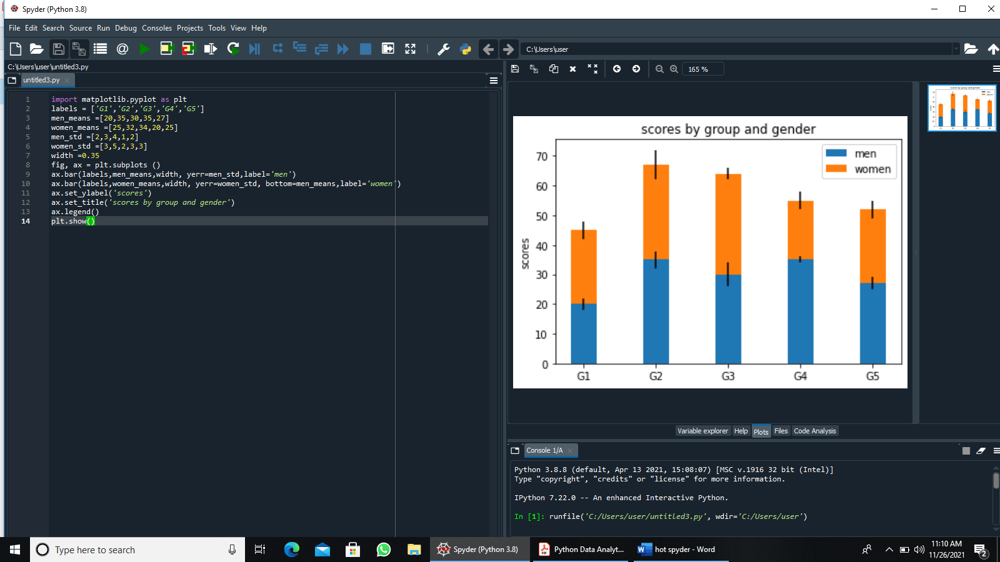 Spyder (Python 3.8)
File Edit Search Source Run Debug Consoles Projects Tools View Help
C:\Users\user
C:\Users\user\untitled3.py
untitled3.py
165 %
1 import matplotlib.pyplot as plt
2 labels = ['G1','G2','G3','G4','G5']
3 men_means =[20,35,30,35,27]
4 women_means =[25,32,34,20,25]
5 men_std =[2,3,4,1,2]
6 women_std =[3,5,2,3,3]
7 width =0.35
8 fig, ax = plt.subplots ()
9 ax.bar(labels,men_means,width, yerr=men_std,label='men')
10 ax.bar(labels,women_means,width, yerr=women_std, bottom=men_means,label='women')
11 ax.set_ylabel('scores')
12 ax.set_title('scores by group and gender')
13 ax.legend()
14 plt.show()
scores by group and gender
men
women
70
60
50
40
30
20
10
0
scores
G1 G2 G3 G4 G5
Variable explorer Help Plots Files Code Analysis
Console 1/A
Python 3.8.8 (default, Apr 13 2021, 15:08:07) [MSC v.1916 32 bit (Intel)]
Type "copyright", "credits" or "license" for more information.
IPython 7.22.0 -- An enhanced Interactive Python.
In [1]: runfile('C:/Users/user/untitled3.py', wdir='C:/Users/user')
Type here to search
Spyder (Python 3.8)
Python Data Analyt...
hot spyder - Word
11:10 AM
11/26/2021
2